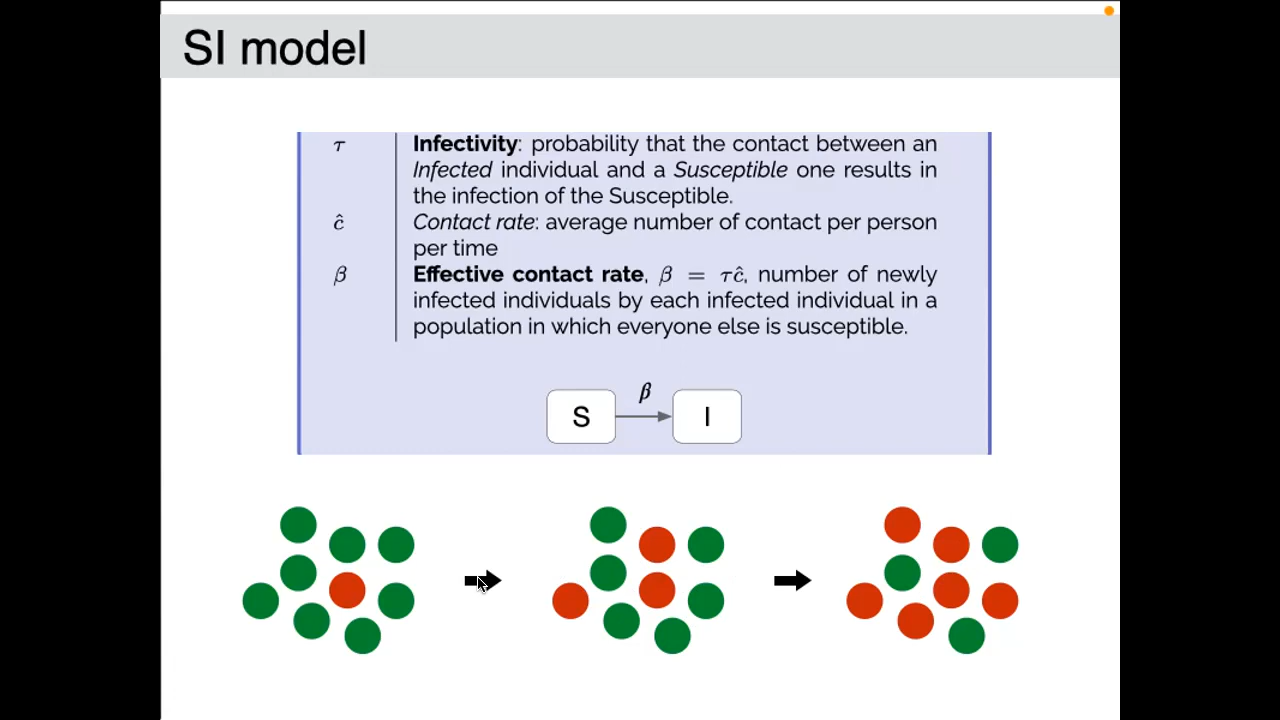 SI model
τ Infectivity: probability that the contact between an
Infected individual and a Susceptible one results in
the infection of the Susceptible.
ĉ Contact rate: average number of contact per person
per time
β Effective contact rate, β = τĉ, number of newly
infected individuals by each infected individual in a
population in which everyone else is susceptible.
β
S I